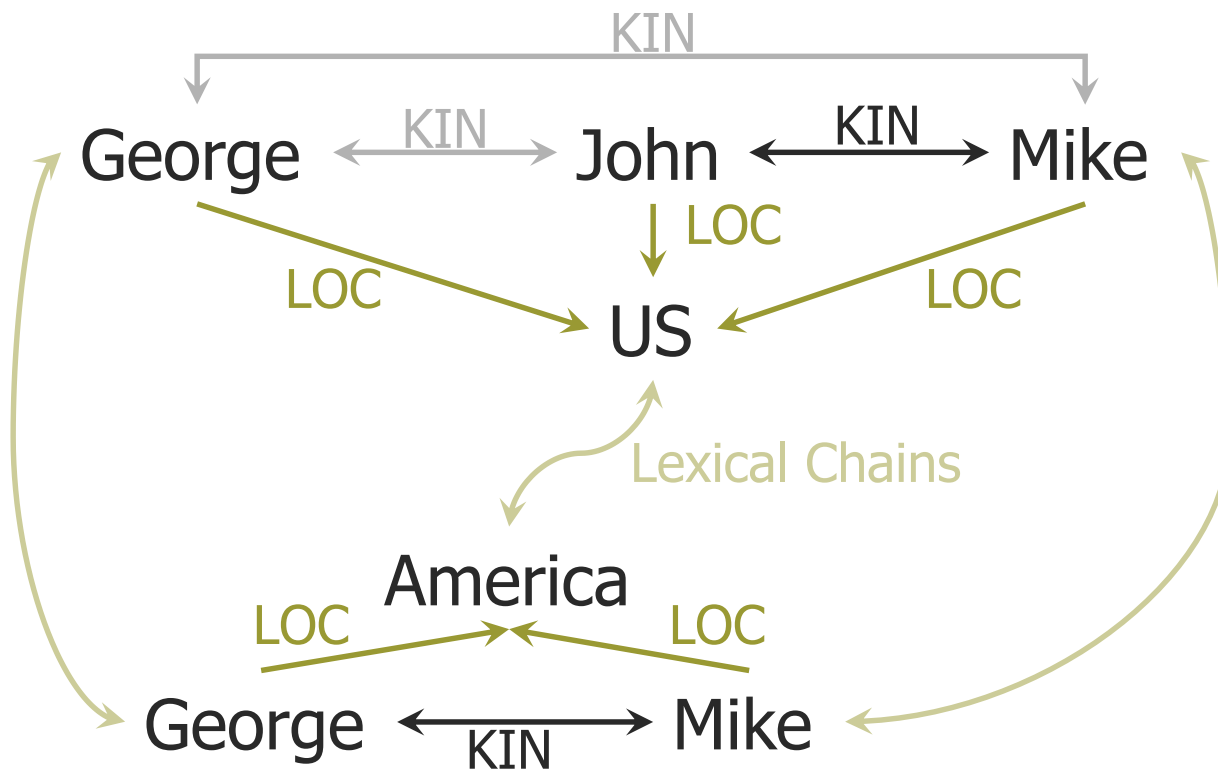 KIN
George KIN John KIN Mike
LOC
LOC LOC
US
Lexical Chains
America
LOC LOC
George Mike
KIN